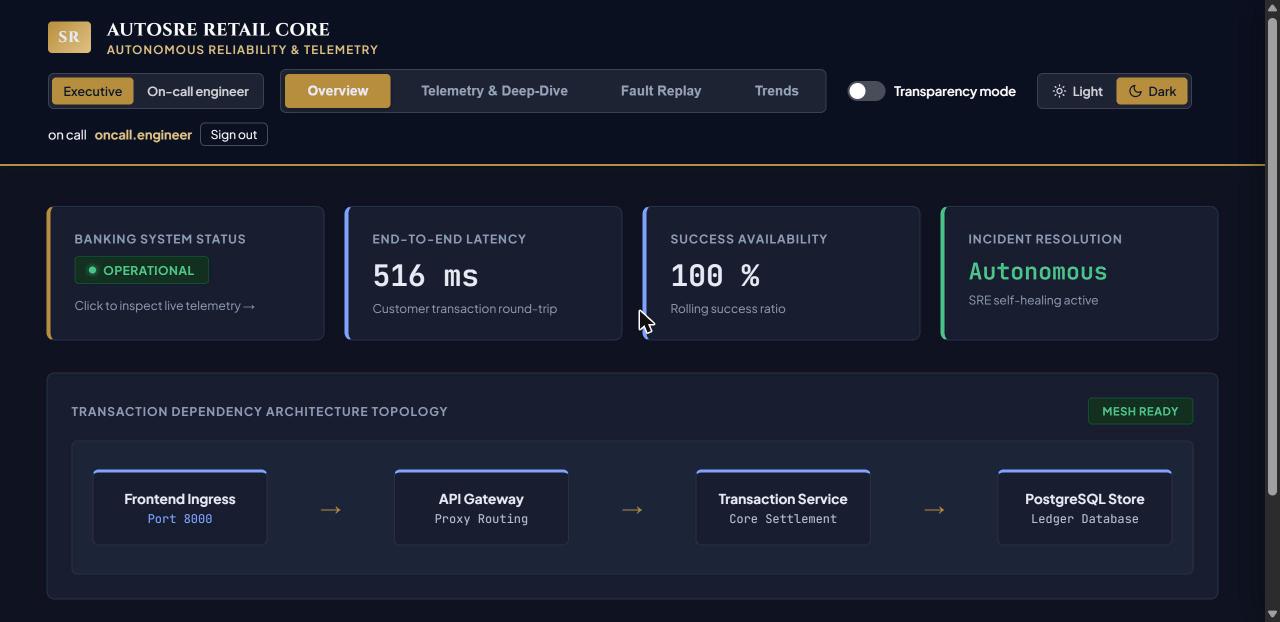 SR
AUTOSRE RETAIL CORE
AUTONOMOUS RELIABILITY & TELEMETRY
Executive On-call engineer Overview Telemetry & Deep-Dive Fault Replay Trends Transparency mode Light Dark
on call oncall.engineer Sign out
BANKING SYSTEM STATUS
OPERATIONAL
Click to inspect live telemetry →
END-TO-END LATENCY
516 ms
Customer transaction round-trip
SUCCESS AVAILABILITY
100 %
Rolling success ratio
INCIDENT RESOLUTION
Autonomous
SRE self-healing active
TRANSACTION DEPENDENCY ARCHITECTURE TOPOLOGY
MESH READY
Frontend Ingress
Port 8000
→
API Gateway
Proxy Routing
→
Transaction Service
Core Settlement
→
PostgreSQL Store
Ledger Database